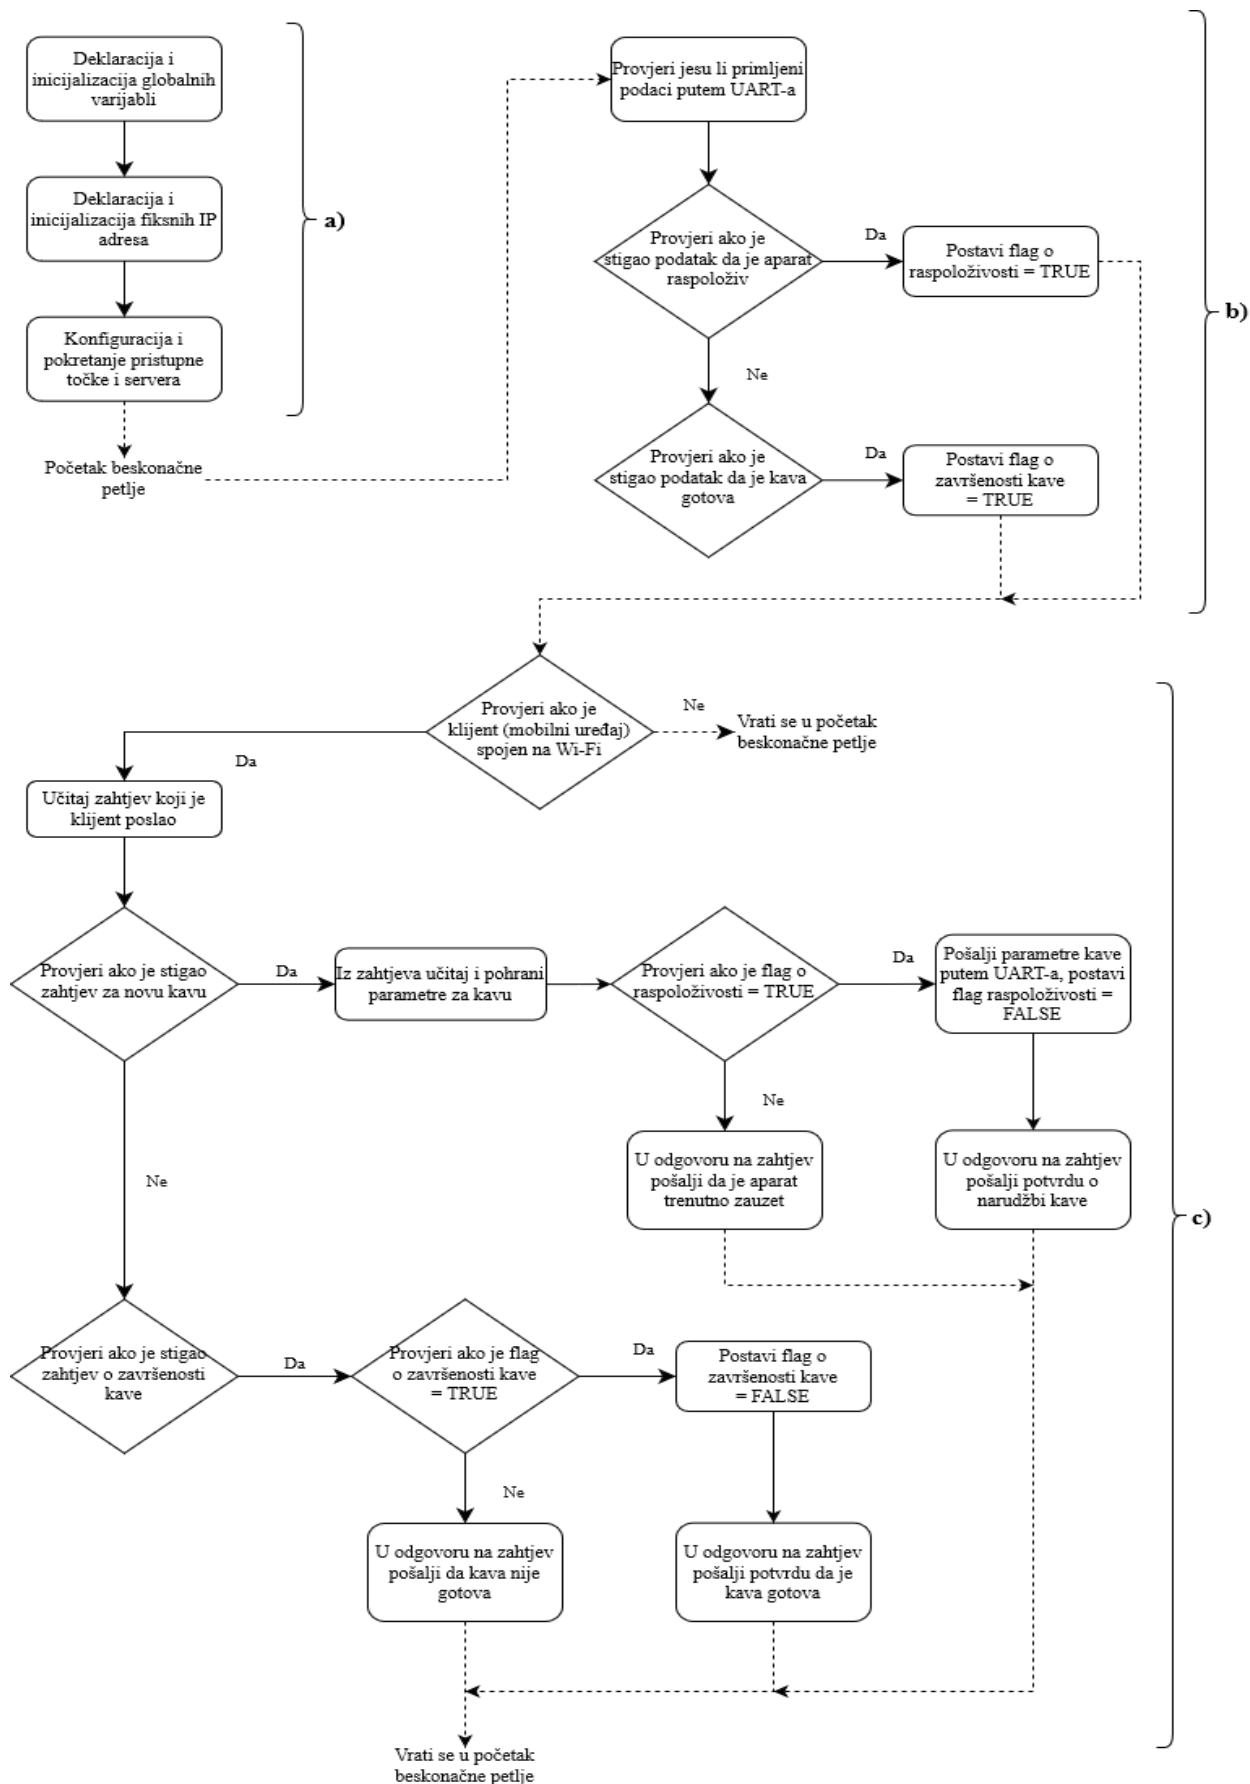 Deklaracija i
inicijalizacija globalnih
varijabli
Deklaracija i
inicijalizacija fiksnih IP
adresa
a)
Konfiguracija i
pokretanje pristupne
točke i servera
Početak beskonačne
petlje
Provjeri jesu li primljeni
podaci putem UART-a
Provjeri ako je
stigao podatak da je aparat
raspoloživ
Da
Postavi flag o
raspoloživosti = TRUE
b)
Ne
Provjeri ako je
stigao podatak da je kava
gotova
Da
Postavi flag o
završenosti kave
= TRUE
Provjeri ako je
klijent (mobilni uređaj)
spojen na Wi-Fi
Ne
Vrati se u početak
beskonačne petlje
Da
Učitaj zahtjev koji je
klijent poslao
Provjeri ako je stigao
zahtjev za novu kavu
Da
Iz zahtjeva učitaj i pohrani
parametre za kavu
Provjeri ako je flag o
raspoloživosti = TRUE
Da
Pošalji parametre kave
putem UART-a, postavi
flag raspoloživosti =
FALSE
Ne
U odgovoru na zahtjev
pošalji da je aparat
trenutno zauzet
U odgovoru na zahtjev
pošalji potvrdu o
narudžbi kave
Ne
c)
Provjeri ako je stigao
zahtjev o završenosti
kave
Da
Provjeri ako je flag
o završenosti kave
= TRUE
Da
Postavi flag o
završenosti kave
= FALSE
Ne
U odgovoru na zahtjev
pošalji da kava nije
gotova
U odgovoru na zahtjev
pošalji potvrdu da je
kava gotova
Vrati se u početak
beskonačne petlje